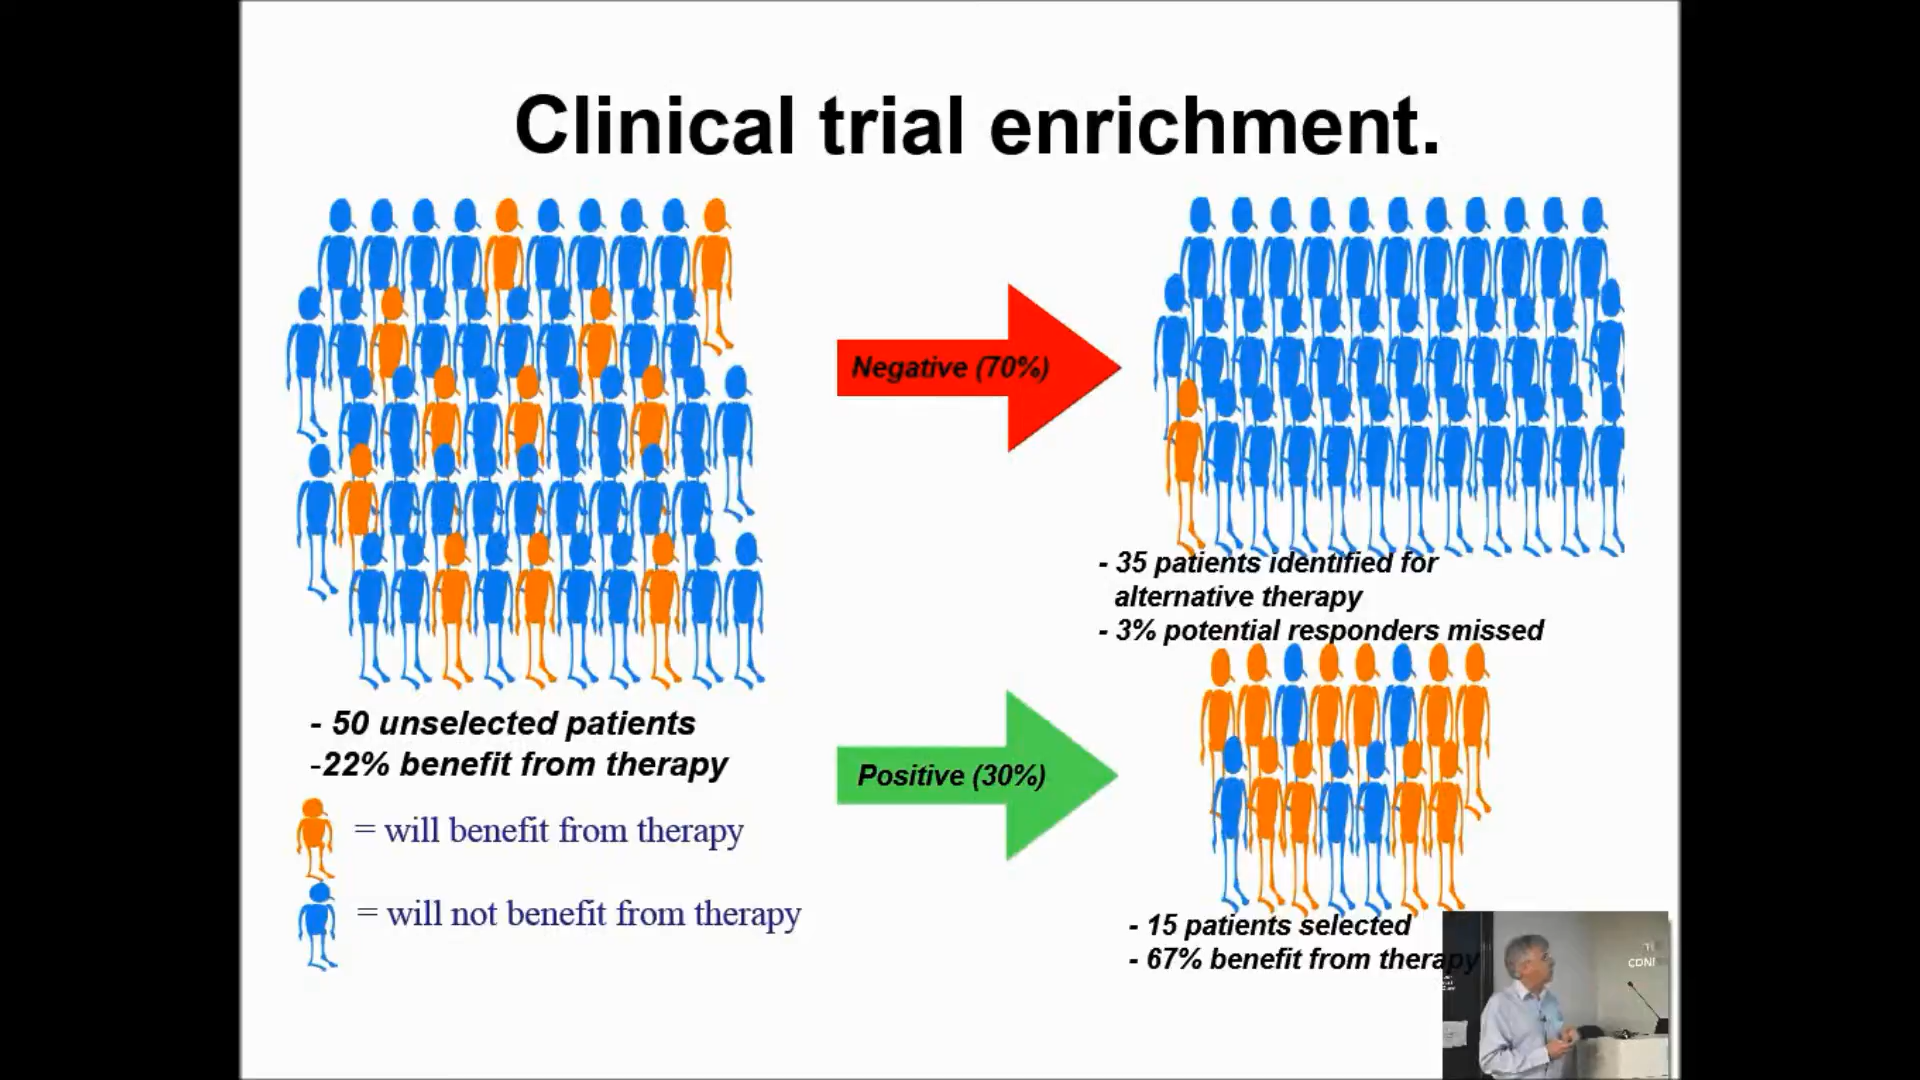 Clinical trial enrichment.
Negative (70%)
- 35 patients identified for
alternative therapy
- 3% potential responders missed
- 50 unselected patients
-22% benefit from therapy
Positive (30%)
= will benefit from therapy
= will not benefit from therapy
- 15 patients selected
- 67% benefit from therapy